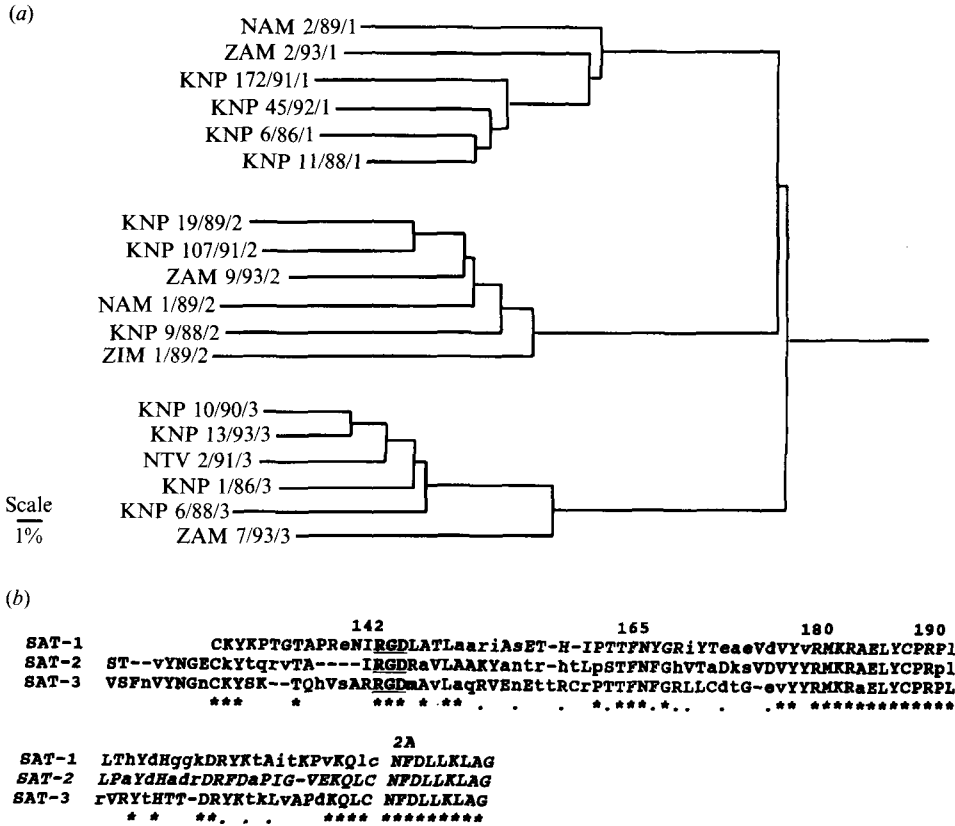 (a)
NAM 2/89/1
ZAM 2/93/1
KNP 172/91/1
KNP 45/92/1
KNP 6/86/1
KNP 11/88/1
KNP 19/89/2
KNP 107/91/2
ZAM 9/93/2
NAM 1/89/2
KNP 9/88/2
ZIM 1/89/2
KNP 10/90/3
KNP 13/93/3
NTV 2/91/3
KNP 1/86/3
KNP 6/88/3
ZAM 7/93/3
Scale
1%
(b)
142 165 180 190
SAT-1 CKYKPTGTAPReNIRGDLATLaariAsET-H-IPTTFNYGRiYTeaeVdVYvRMKRAELYCPRpl
SAT-2 ST--vYNGECkYtqrvTA----IRGDRaVLAAKYantr-htLpSTFNFGhVTaDksVDVYYRMKRAELYCPRPl
SAT-3 VSFnVYNGnCKYSK--TQhVsARRGDmAvLaqRVEnEttRCrPTTFNFGRLLCdtG-evYYRMKRaELYCPRPL
*** * *** * ** . . . ** *** *.. . . ** ************
2A
SAT-1 LThYdHggkDRYKtAitKPvKQlc NFDLLKLAG
SAT-2 LPaYdHadrDRFDaPIG-VEKQLC NFDLLKLAG
SAT-3 rVRYtHTT-DRYKtkLvAPdKQLC NFDLLKLAG
* * **. . . **** *********